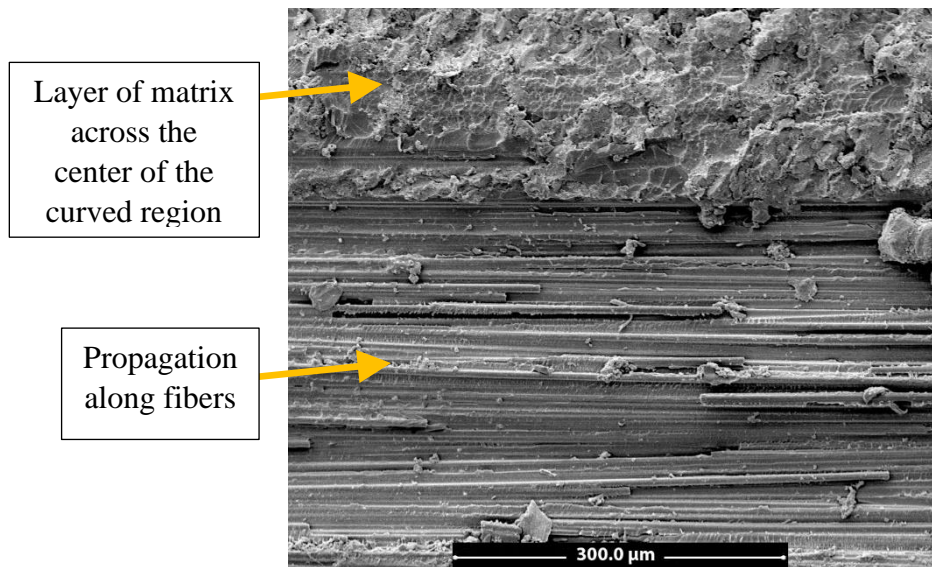 Layer of matrix
across the
center of the
curved region
Propagation
along fibers
300.0 µm